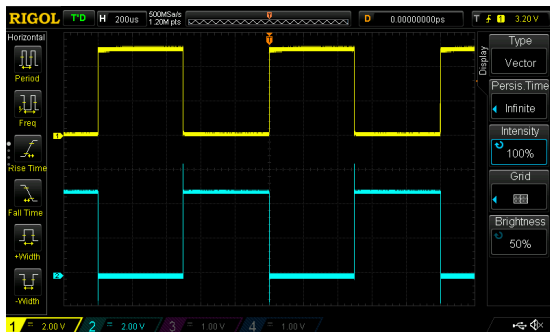 RIGOL T'D H 200us 500MSa/s 1.20M pts D 0.00000000ps T 1 3.20 V
Horizontal
Period
Freq
Rise Time
Fall Time
+Width
-Width
T
1
2
Display
Type
Vector
Persis.Time
Infinite
Intensity
100%
Grid
Brightness
50%
1 = 2.00 V 2 = 2.00 V 3 = 1.00 V 4 = 1.00 V